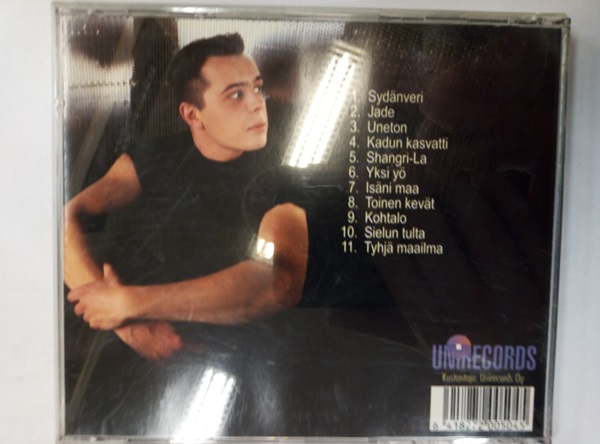 1. Sydänveri
2. Jade
3. Uneton
4. Kadun kasvatti
5. Shangri-La
6. Yksi yö
7. Isäni maa
8. Toinen kevät
9. Kohtalo
10. Sielun tulta
11. Tyhjä maailma
UNIRECORDS
Kustantaja: Unirecords Oy